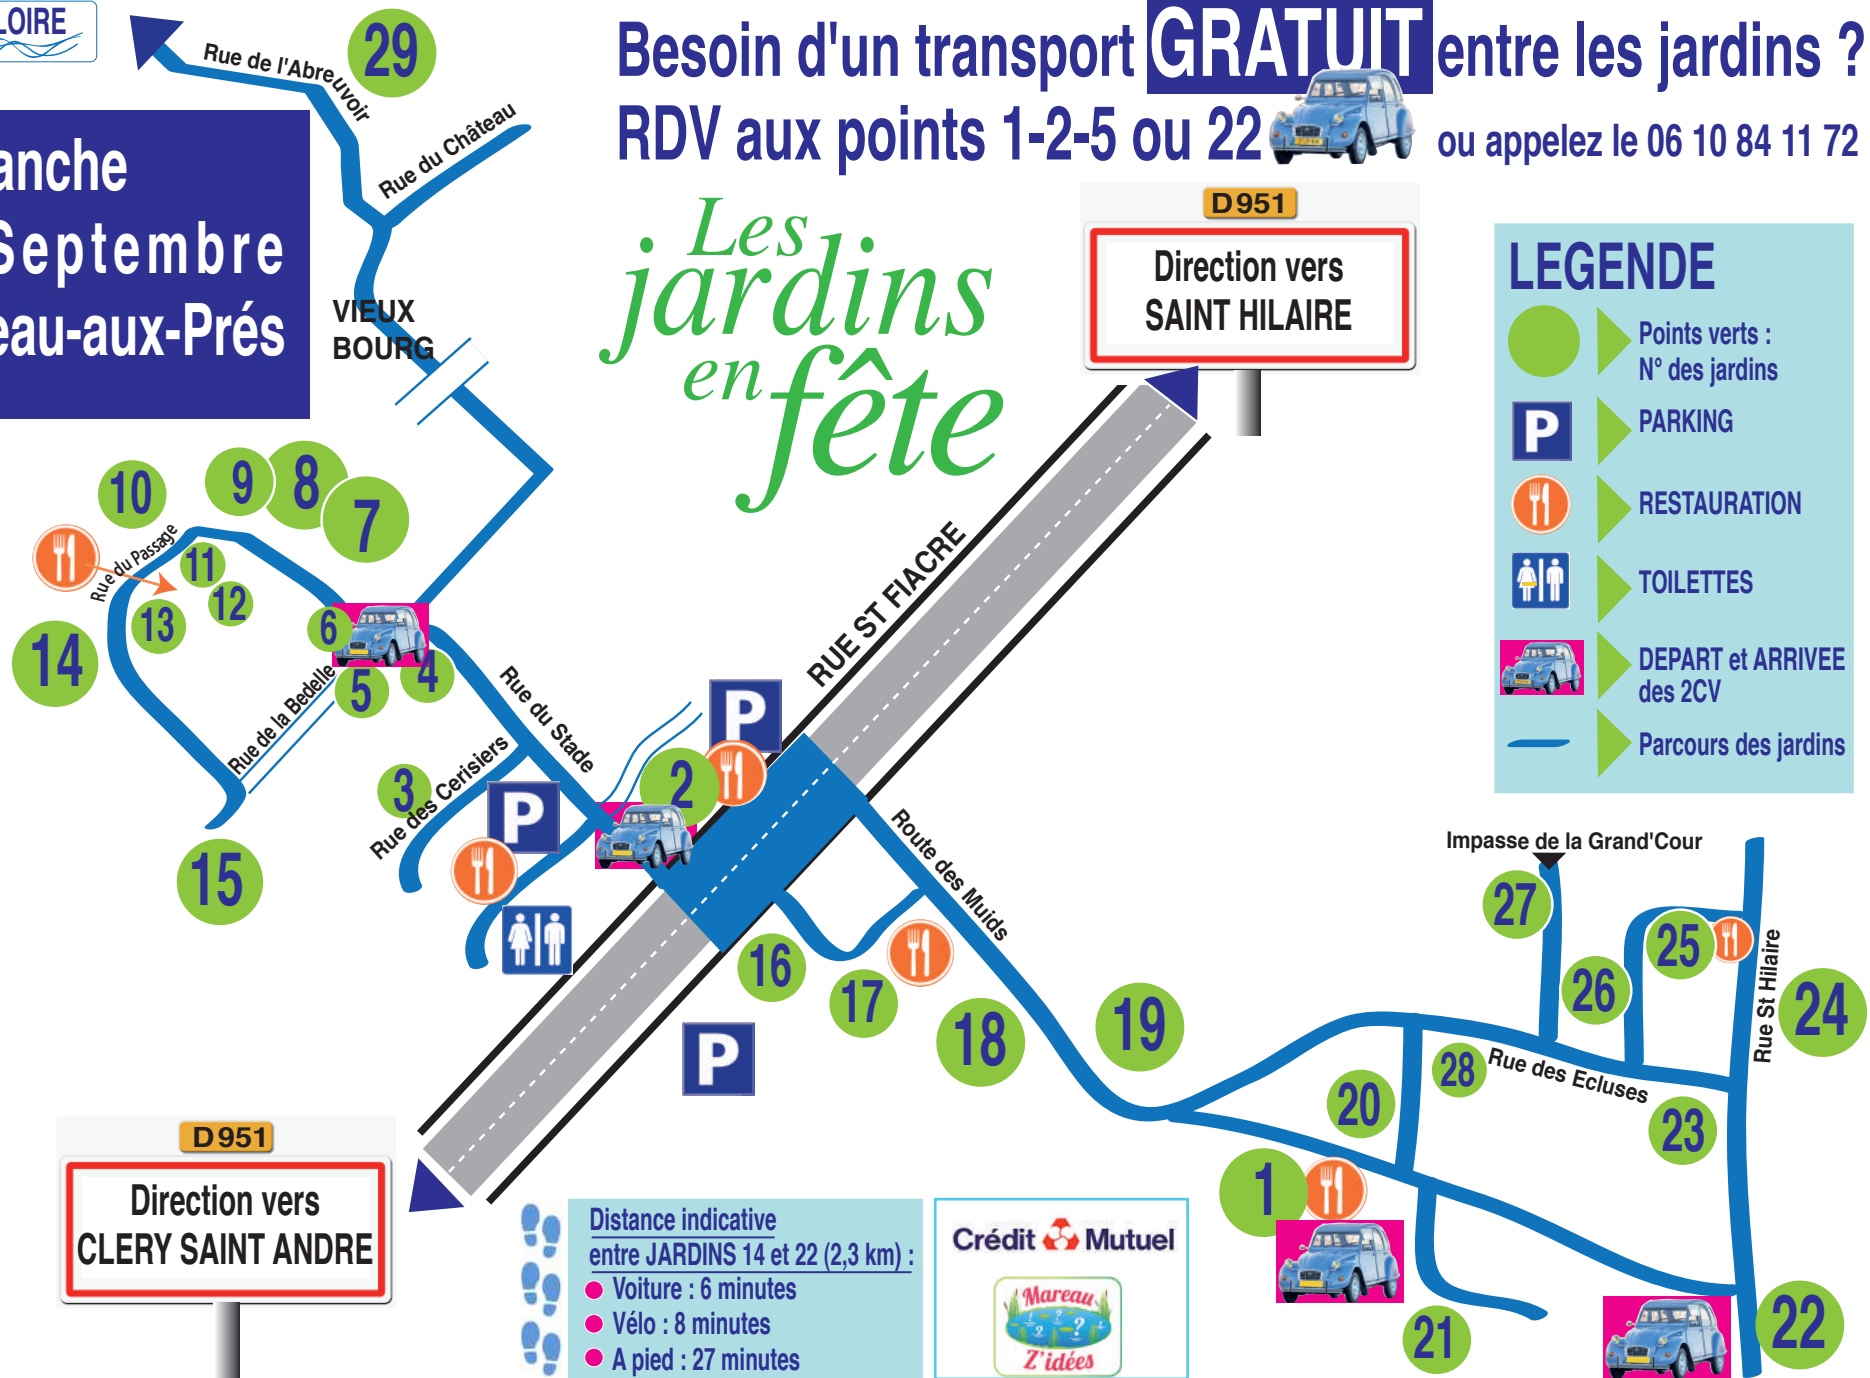 LOIRE
Besoin d'un transport GRATUIT entre les jardins ?
RDV aux points 1-2-5 ou 22
ou appelez le 06 10 84 11 72
Septembre
Rue de l'Abreuvoir
29
Rue du Château
VIEUX
BOURG
Les
jardins
en fête
D951
Direction vers
SAINT HILAIRE
LEGENDE
Points verts :
N° des jardins
P
PARKING
RESTAURATION
TOILETTES
DEPART et ARRIVEE
des 2CV
Parcours des jardins
10
9
8
7
Rue du Passage
11
12
13
14
6
5
4
Rue de la Bedelle
15
Rue du Stade
3
Rue des Cerisiers
P
P
2
RUE ST FIACRE
16
17
P
Route des Muids
18
19
Impasse de la Grand'Cour
27
26
25
24
Rue St Hilaire
28
Rue des Ecluses
20
23
1
21
22
D951
Direction vers
CLERY SAINT ANDRE
Distance indicative
entre JARDINS 14 et 22 (2,3 km) :
Voiture : 6 minutes
Vélo : 8 minutes
A pied : 27 minutes
Crédit Mutuel
Mareau
? 2 ?
Z'idées